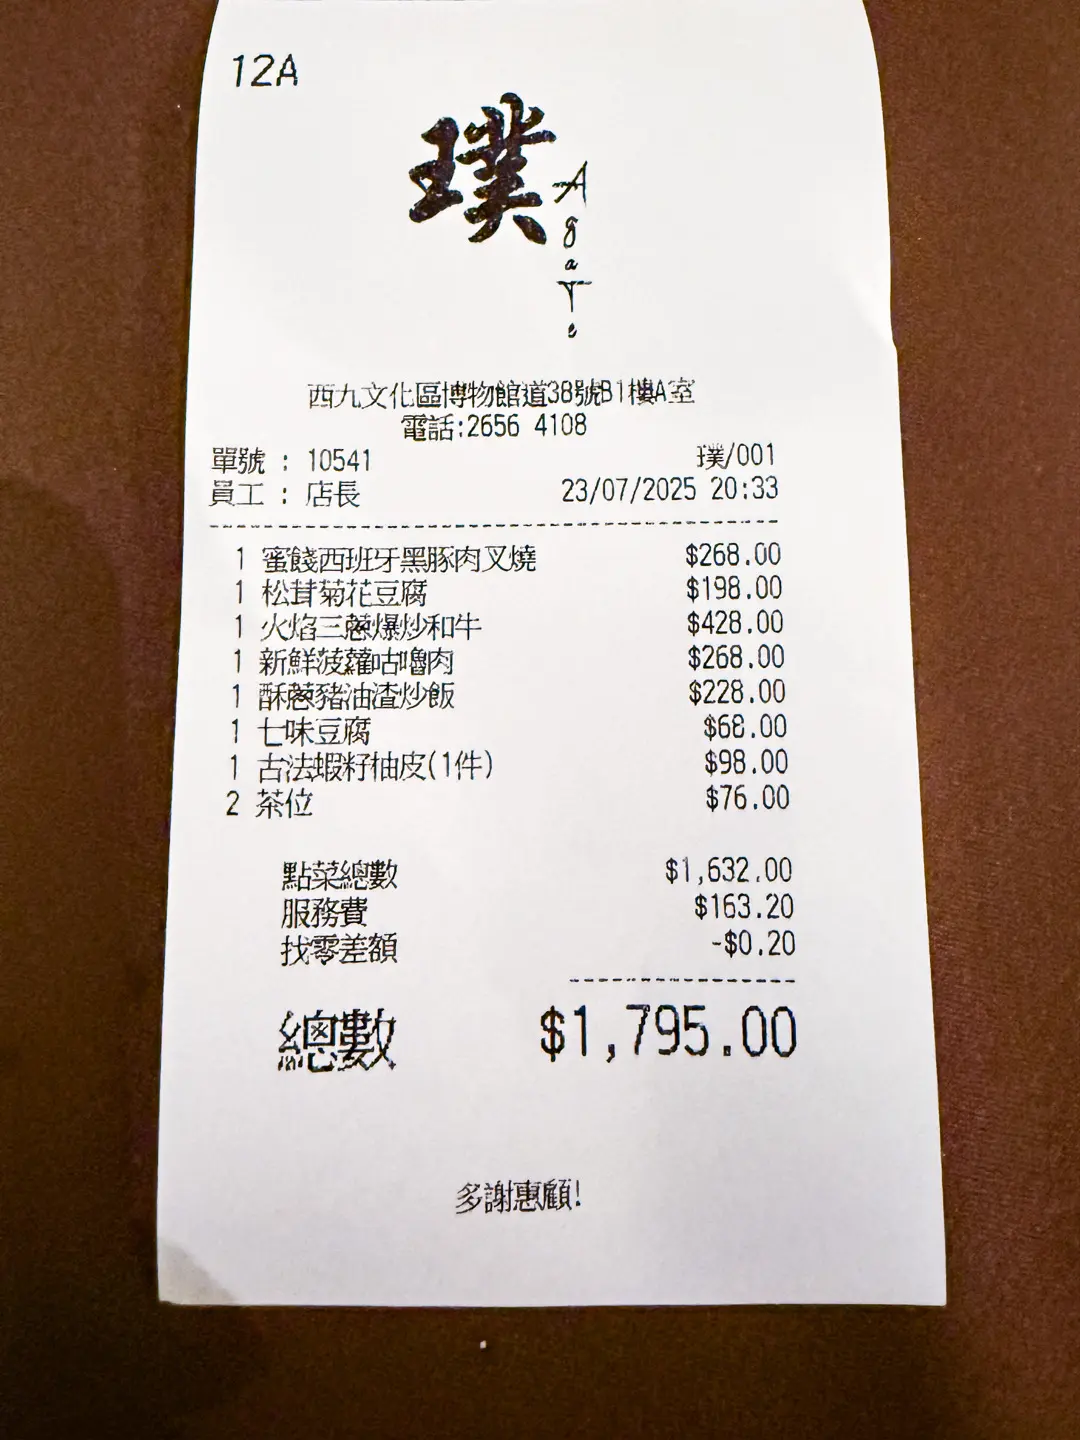 12A
璞
AgaTe
西九文化區博物館道38號B1樓A室
電話:2656 4108
單號 : 10541 璞/001
員工 : 店長 23/07/2025 20:33
1 蜜餞西班牙黑豚肉叉燒 $268.00
1 松茸菊花豆腐 $198.00
1 火焰三蔥爆炒和牛 $428.00
1 新鮮菠蘿咕嚕肉 $268.00
1 酥蔥豬油渣炒飯 $228.00
1 七味豆腐 $68.00
1 古法蝦籽柚皮(1件) $98.00
2 茶位 $76.00
點菜總數 $1,632.00
服務費 $163.20
找零差額 -$0.20
總數 $1,795.00
多謝惠顧!